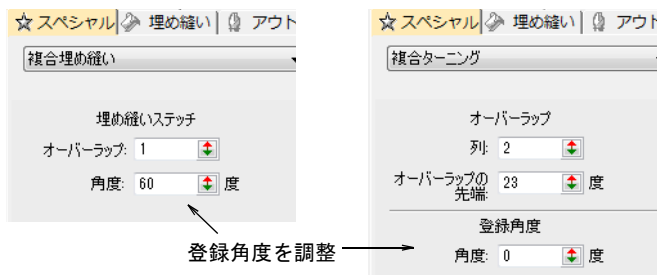 スペシャル 埋め縫い アウト
複合埋め縫い
埋め縫いステッチ
オーバーラップ: 1
角度: 60 度
スペシャル 埋め縫い アウト
複合ターニング
オーバーラップ
列: 2
オーバーラップの
先端: 23 度
登録角度
角度: 0 度
登録角度を調整